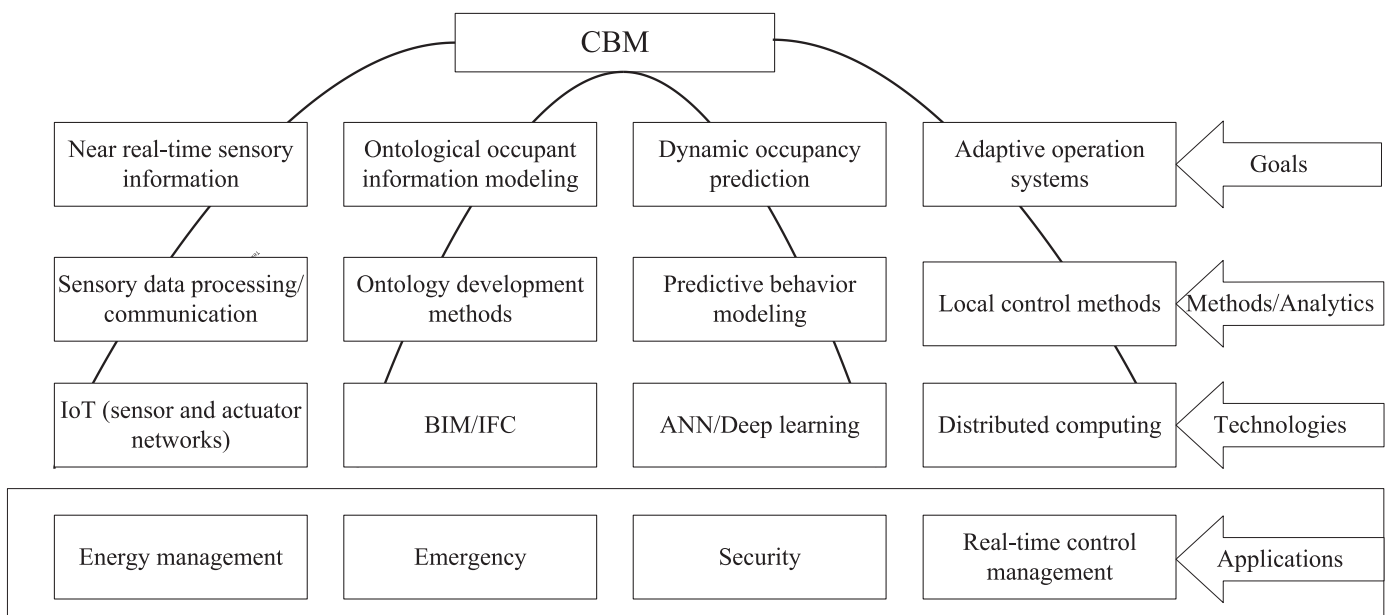 CBM
Near real-time sensory
information
Ontological occupant
information modeling
Dynamic occupancy
prediction
Adaptive operation
systems
Goals
Sensory data processing/
communication
Ontology development
methods
Predictive behavior
modeling
Local control methods
Methods/Analytics
IoT (sensor and actuator
networks)
BIM/IFC
ANN/Deep learning
Distributed computing
Technologies
Energy management
Emergency
Security
Real-time control
management
Applications